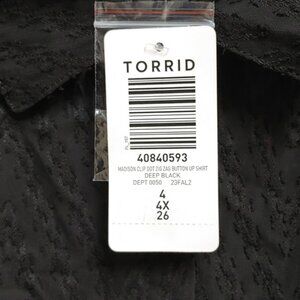 TORRID
40840593
MADISON CLIP DOT ZIG ZAG BUTTON UP SHIRT
DEEP BLACK
DEPT 0050 23FAL2
4
4X
26